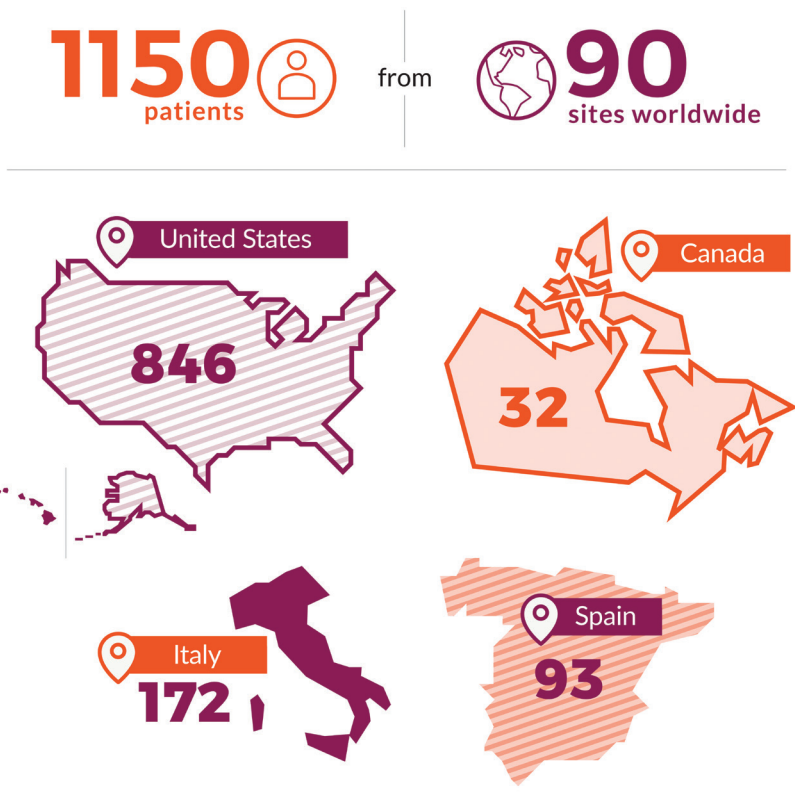 1150
patients
from
90
sites worldwide
United States
846
Canada
32
Italy
172
Spain
93